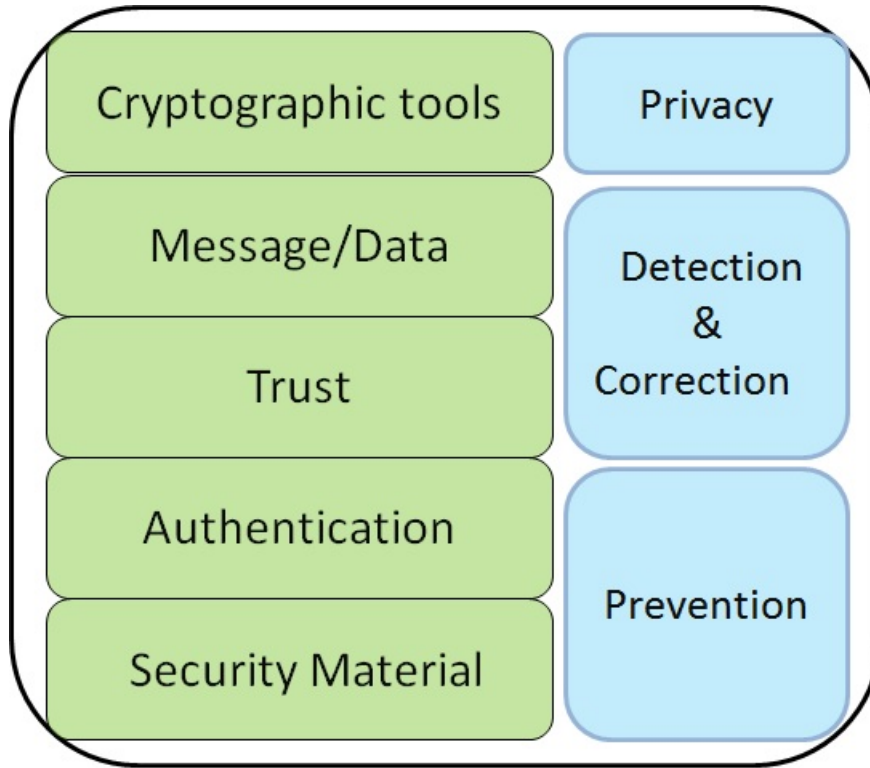 Cryptographic tools
Message/Data
Trust
Authentication
Security Material
Privacy
Detection
&
Correction
Prevention